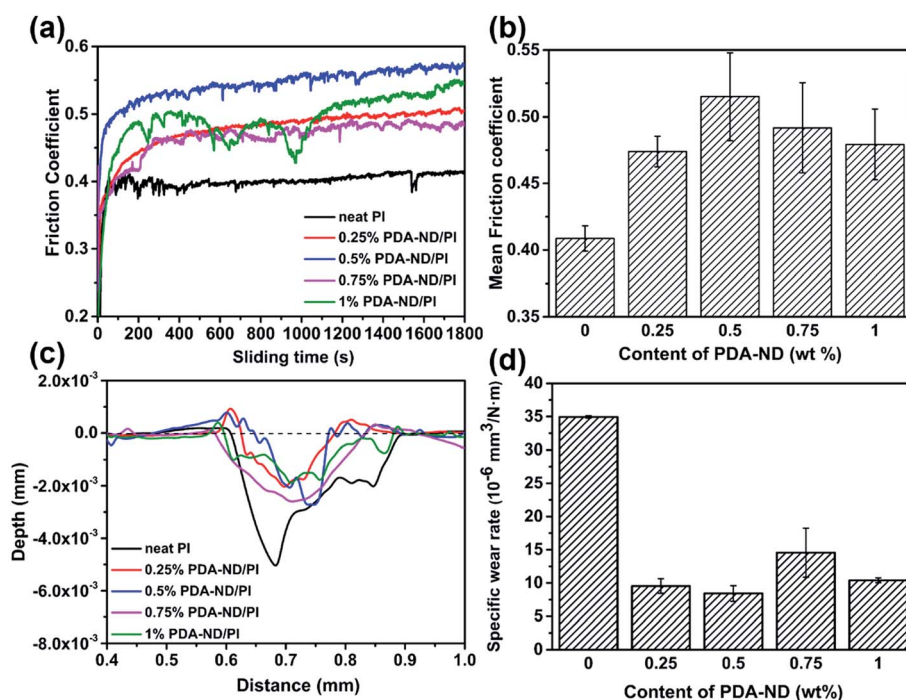 (a)
0.6
0.5
0.4
0.3
0.2
Friction Coefficient
neat PI
0.25% PDA-ND/PI
0.5% PDA-ND/PI
0.75% PDA-ND/PI
1% PDA-ND/PI
0 200 400 600 800 1000 1200 1400 1600 1800
Sliding time (s)
(b)
0.55
0.50
0.45
0.40
0.35
Mean Friction coefficient
0 0.25 0.5 0.75 1
Content of PDA-ND (wt %)
(c)
2.0x10⁻³
0.0
-2.0x10⁻³
-4.0x10⁻³
-6.0x10⁻³
-8.0x10⁻³
Depth (mm)
neat PI
0.25% PDA-ND/PI
0.5% PDA-ND/PI
0.75% PDA-ND/PI
1% PDA-ND/PI
0.4 0.5 0.6 0.7 0.8 0.9 1.0
Distance (mm)
(d)
40
35
30
25
20
15
10
5
0
Specific wear rate (10⁻⁶ mm³/N·m)
0 0.25 0.5 0.75 1
Content of PDA-ND (wt%)